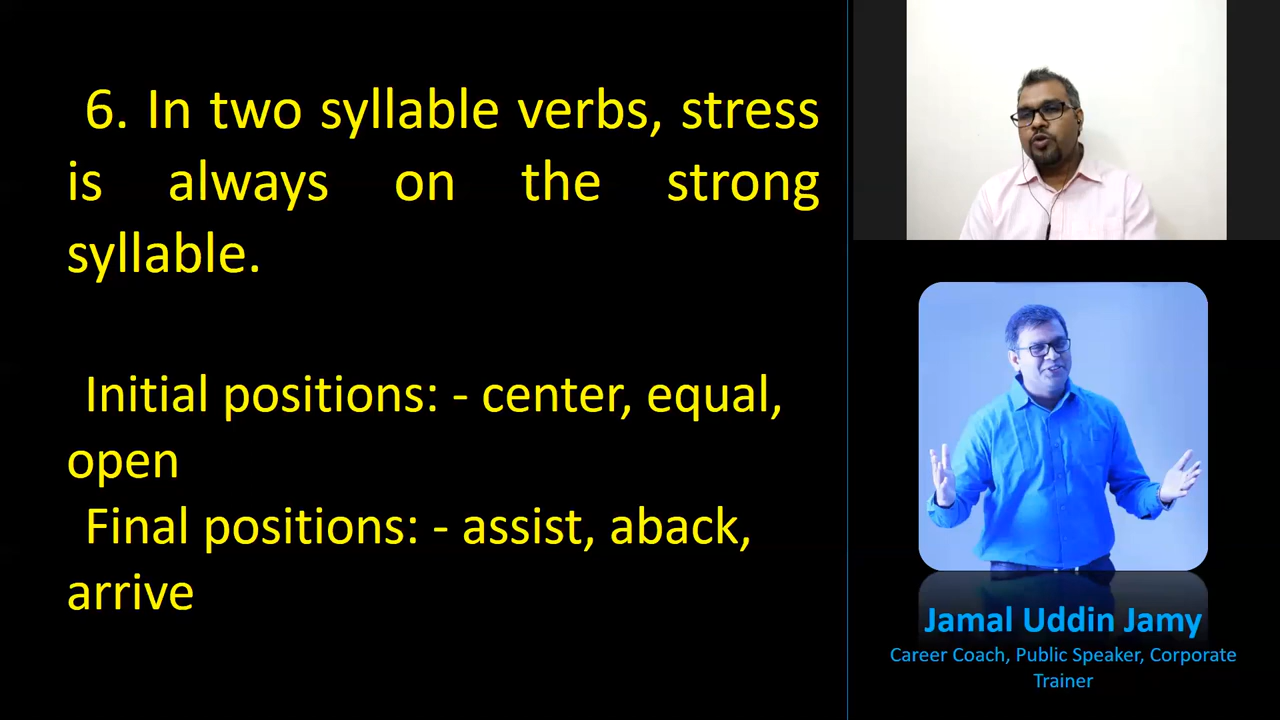 6. In two syllable verbs, stress
is always on the strong
syllable.
Initial positions: - center, equal,
open
Final positions: - assist, aback,
arrive
Jamal Uddin Jamy
Career Coach, Public Speaker, Corporate
Trainer